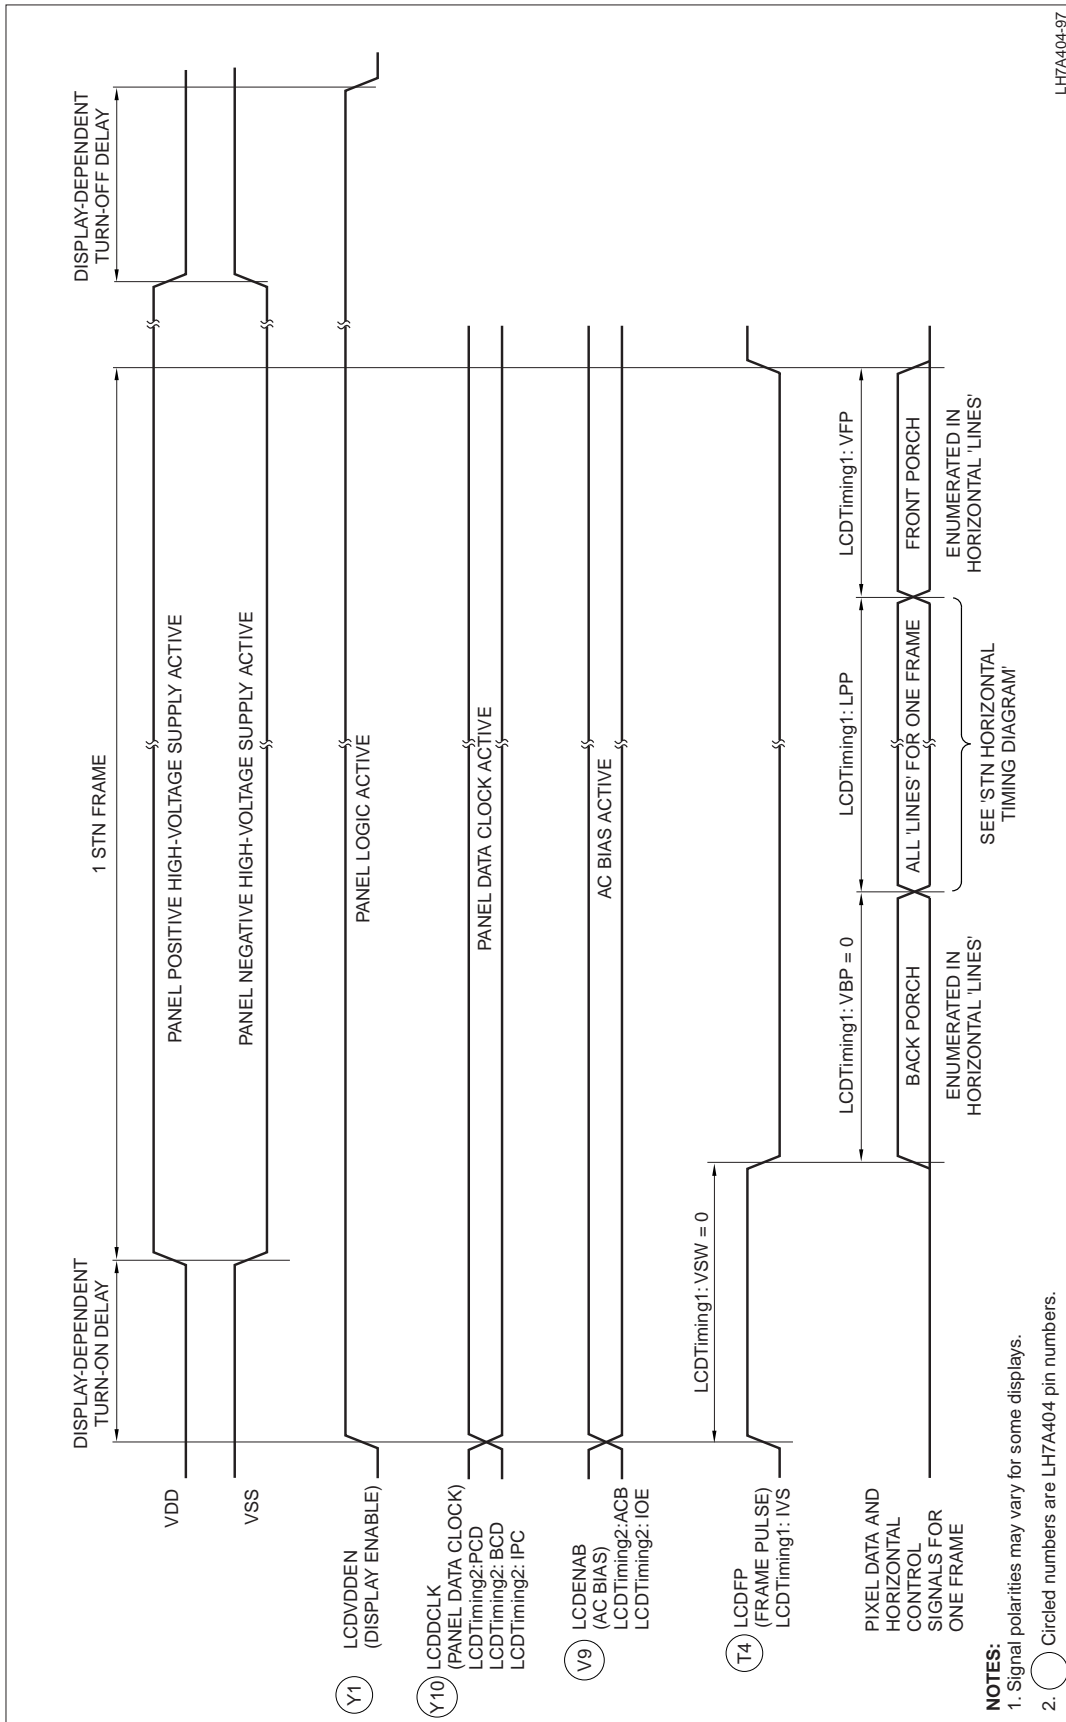 DISPLAY-DEPENDENT
TURN-ON DELAY
1 STN FRAME
DISPLAY-DEPENDENT
TURN-OFF DELAY
VDD
PANEL POSITIVE HIGH-VOLTAGE SUPPLY ACTIVE
VSS
PANEL NEGATIVE HIGH-VOLTAGE SUPPLY ACTIVE
Y1
LCDVDDEN
(DISPLAY ENABLE)
PANEL LOGIC ACTIVE
Y10
LCDDCLK
(PANEL DATA CLOCK)
LCDTiming2:PCD
LCDTiming2: BCD
LCDTiming2: IPC
PANEL DATA CLOCK ACTIVE
V9
LCDENAB
(AC BIAS)
LCDTiming2:ACB
LCDTiming2: IOE
AC BIAS ACTIVE
LCDTiming1: VSW = 0
T4
LCDFP
(FRAME PULSE)
LCDTiming1: IVS
LCDTiming1: VBP = 0
LCDTiming1: LPP
LCDTiming1: VFP
PIXEL DATA AND
HORIZONTAL
CONTROL
SIGNALS FOR
ONE FRAME
BACK PORCH
ALL 'LINES' FOR ONE FRAME
FRONT PORCH
ENUMERATED IN
HORIZONTAL 'LINES'
SEE 'STN HORIZONTAL
TIMING DIAGRAM'
ENUMERATED IN
HORIZONTAL 'LINES'
NOTES:
1. Signal polarities may vary for some displays.
2. Circled numbers are LH7A404 pin numbers.
LH7A404-97